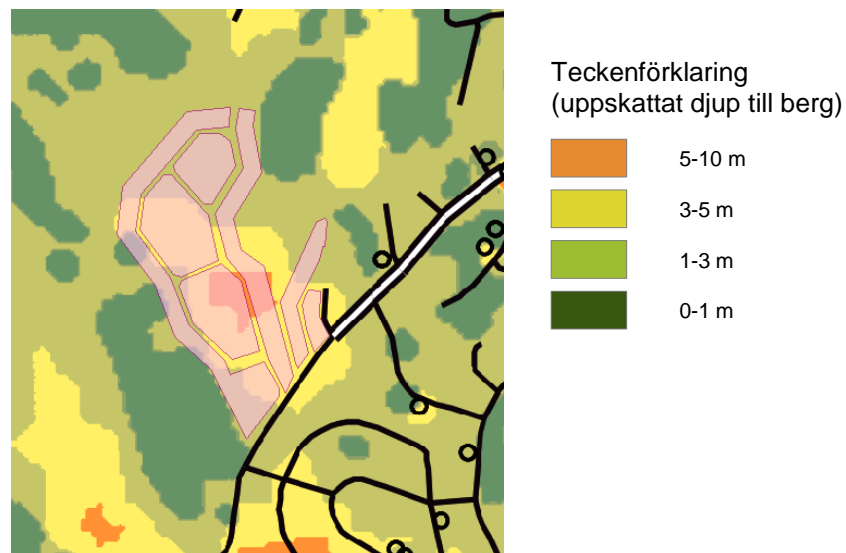 Teckenförklaring
(uppskattat djup till berg)
5-10 m
3-5 m
1-3 m
0-1 m